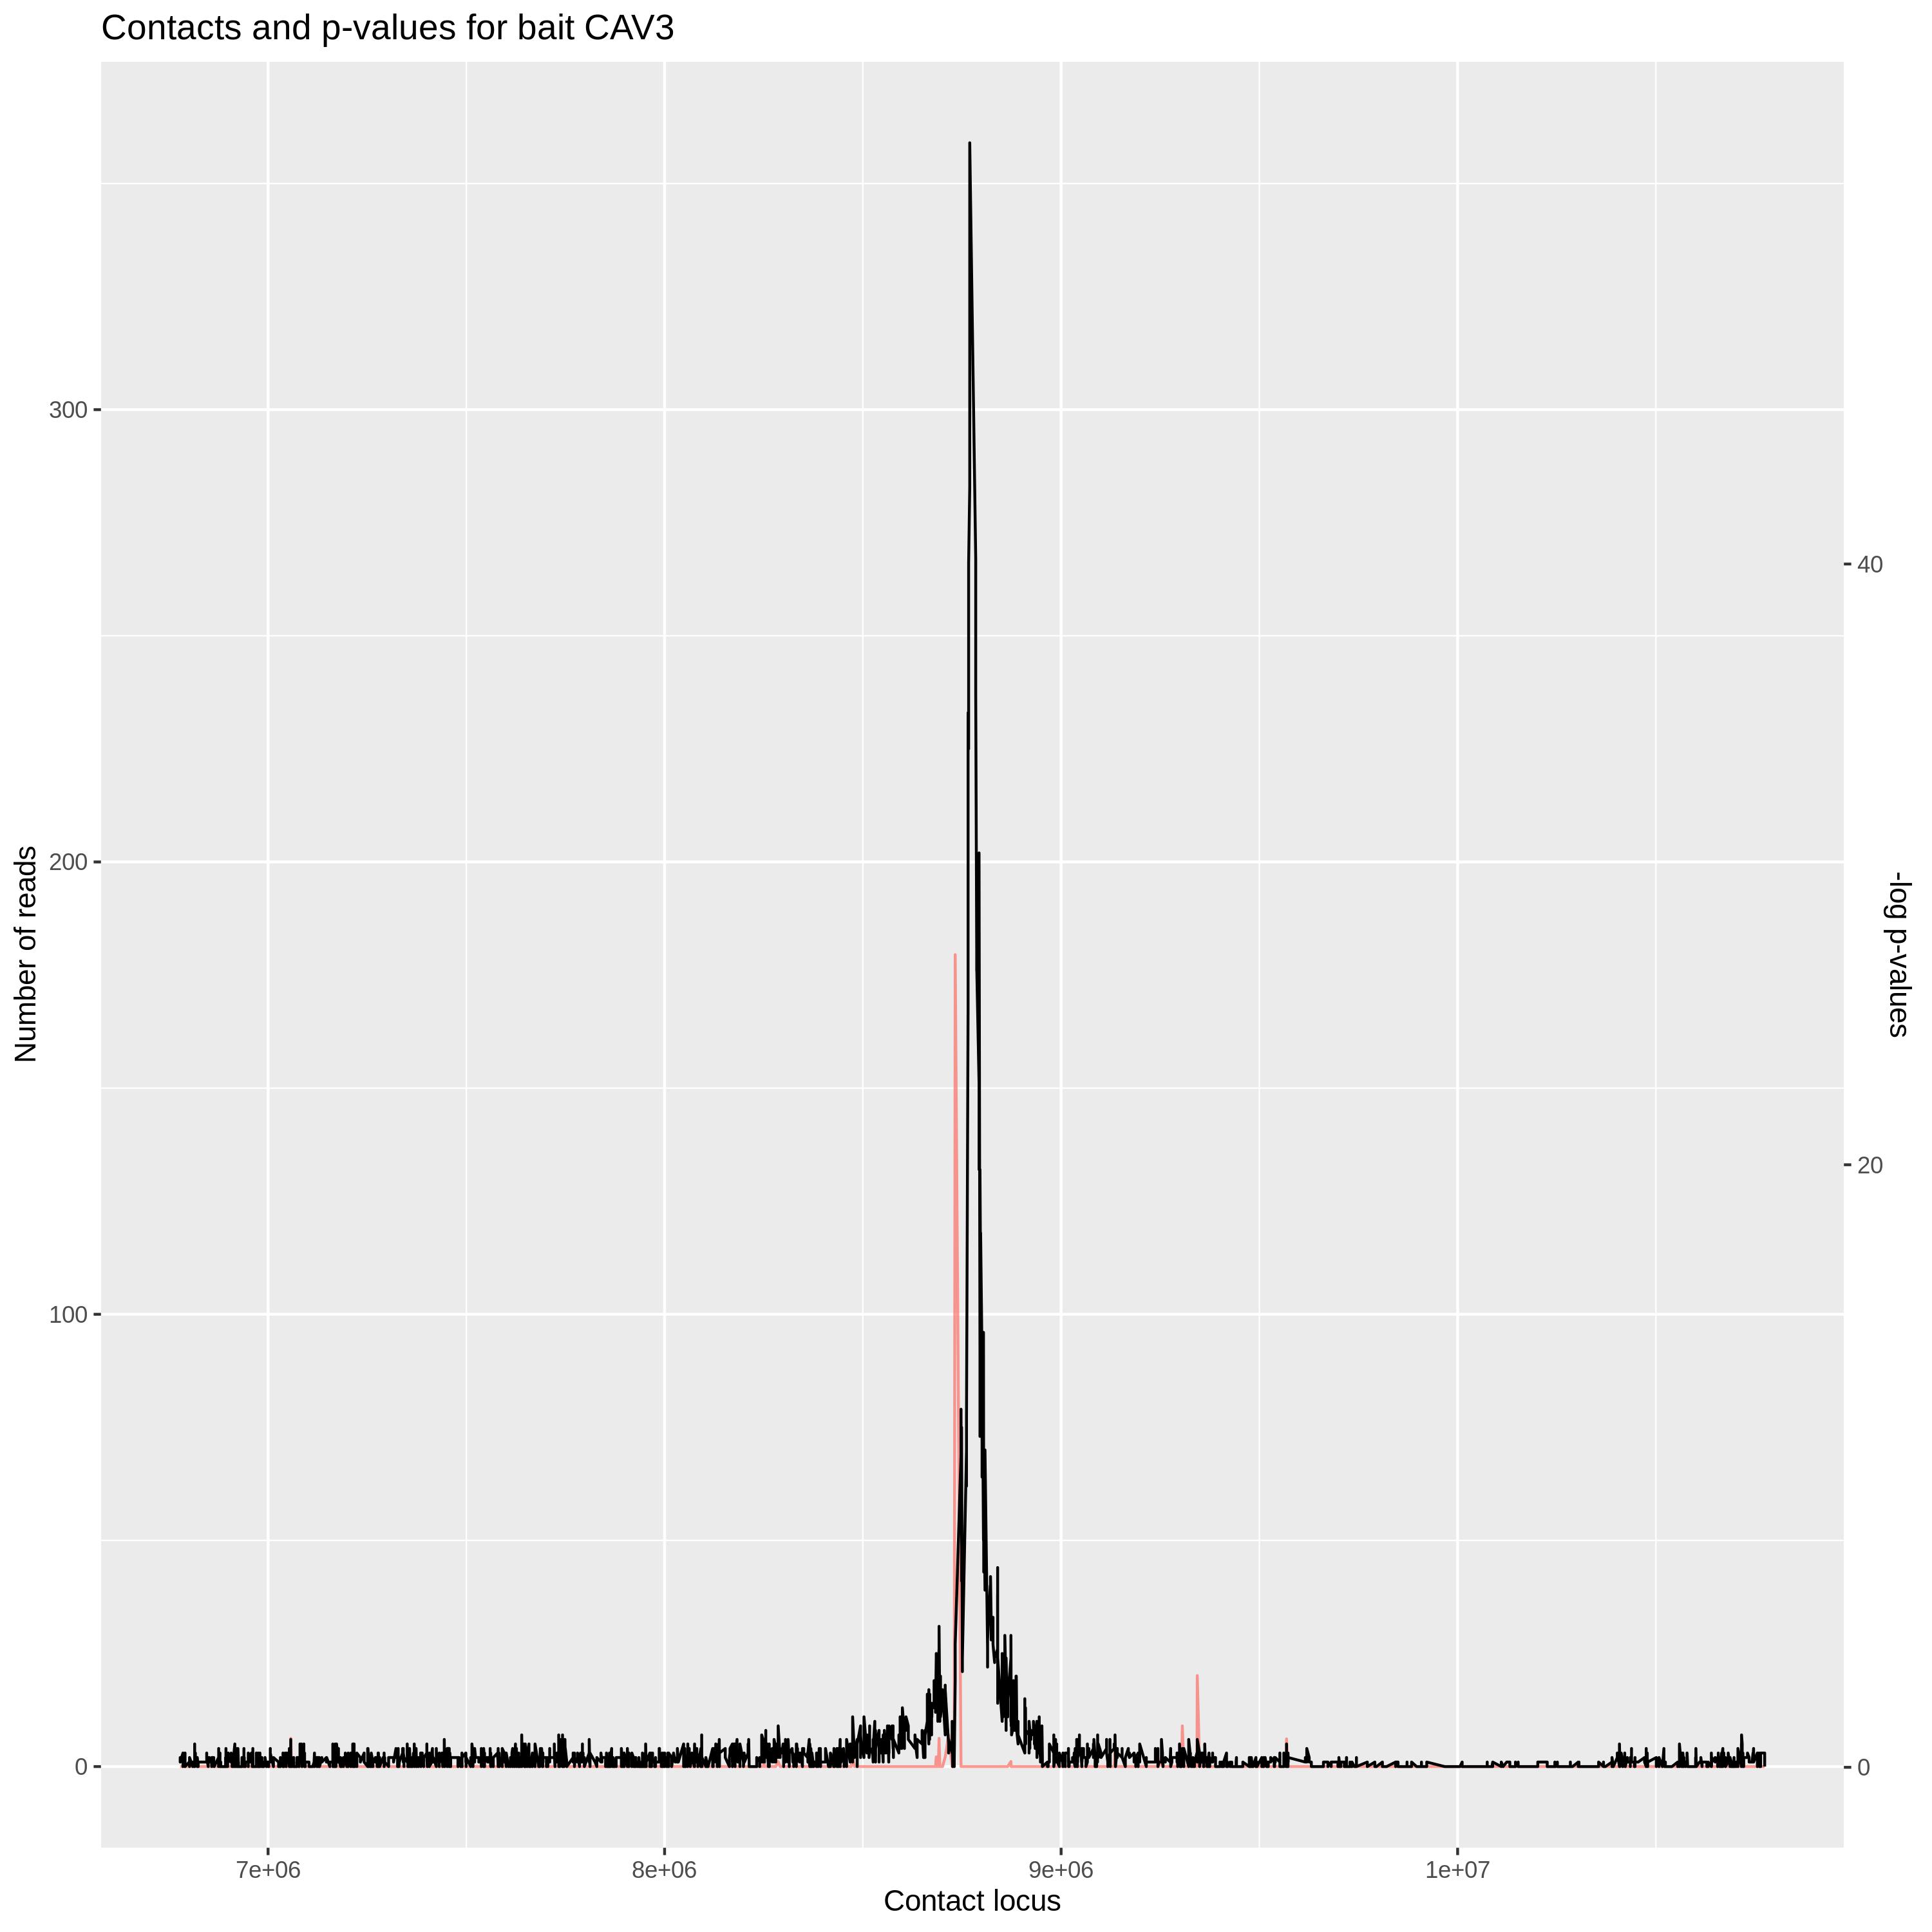 Contacts and p-values for bait CAV3
Number of reads
300
200
100
0
40
20
0
-log p-values
7e+06
8e+06
9e+06
1e+07
Contact locus